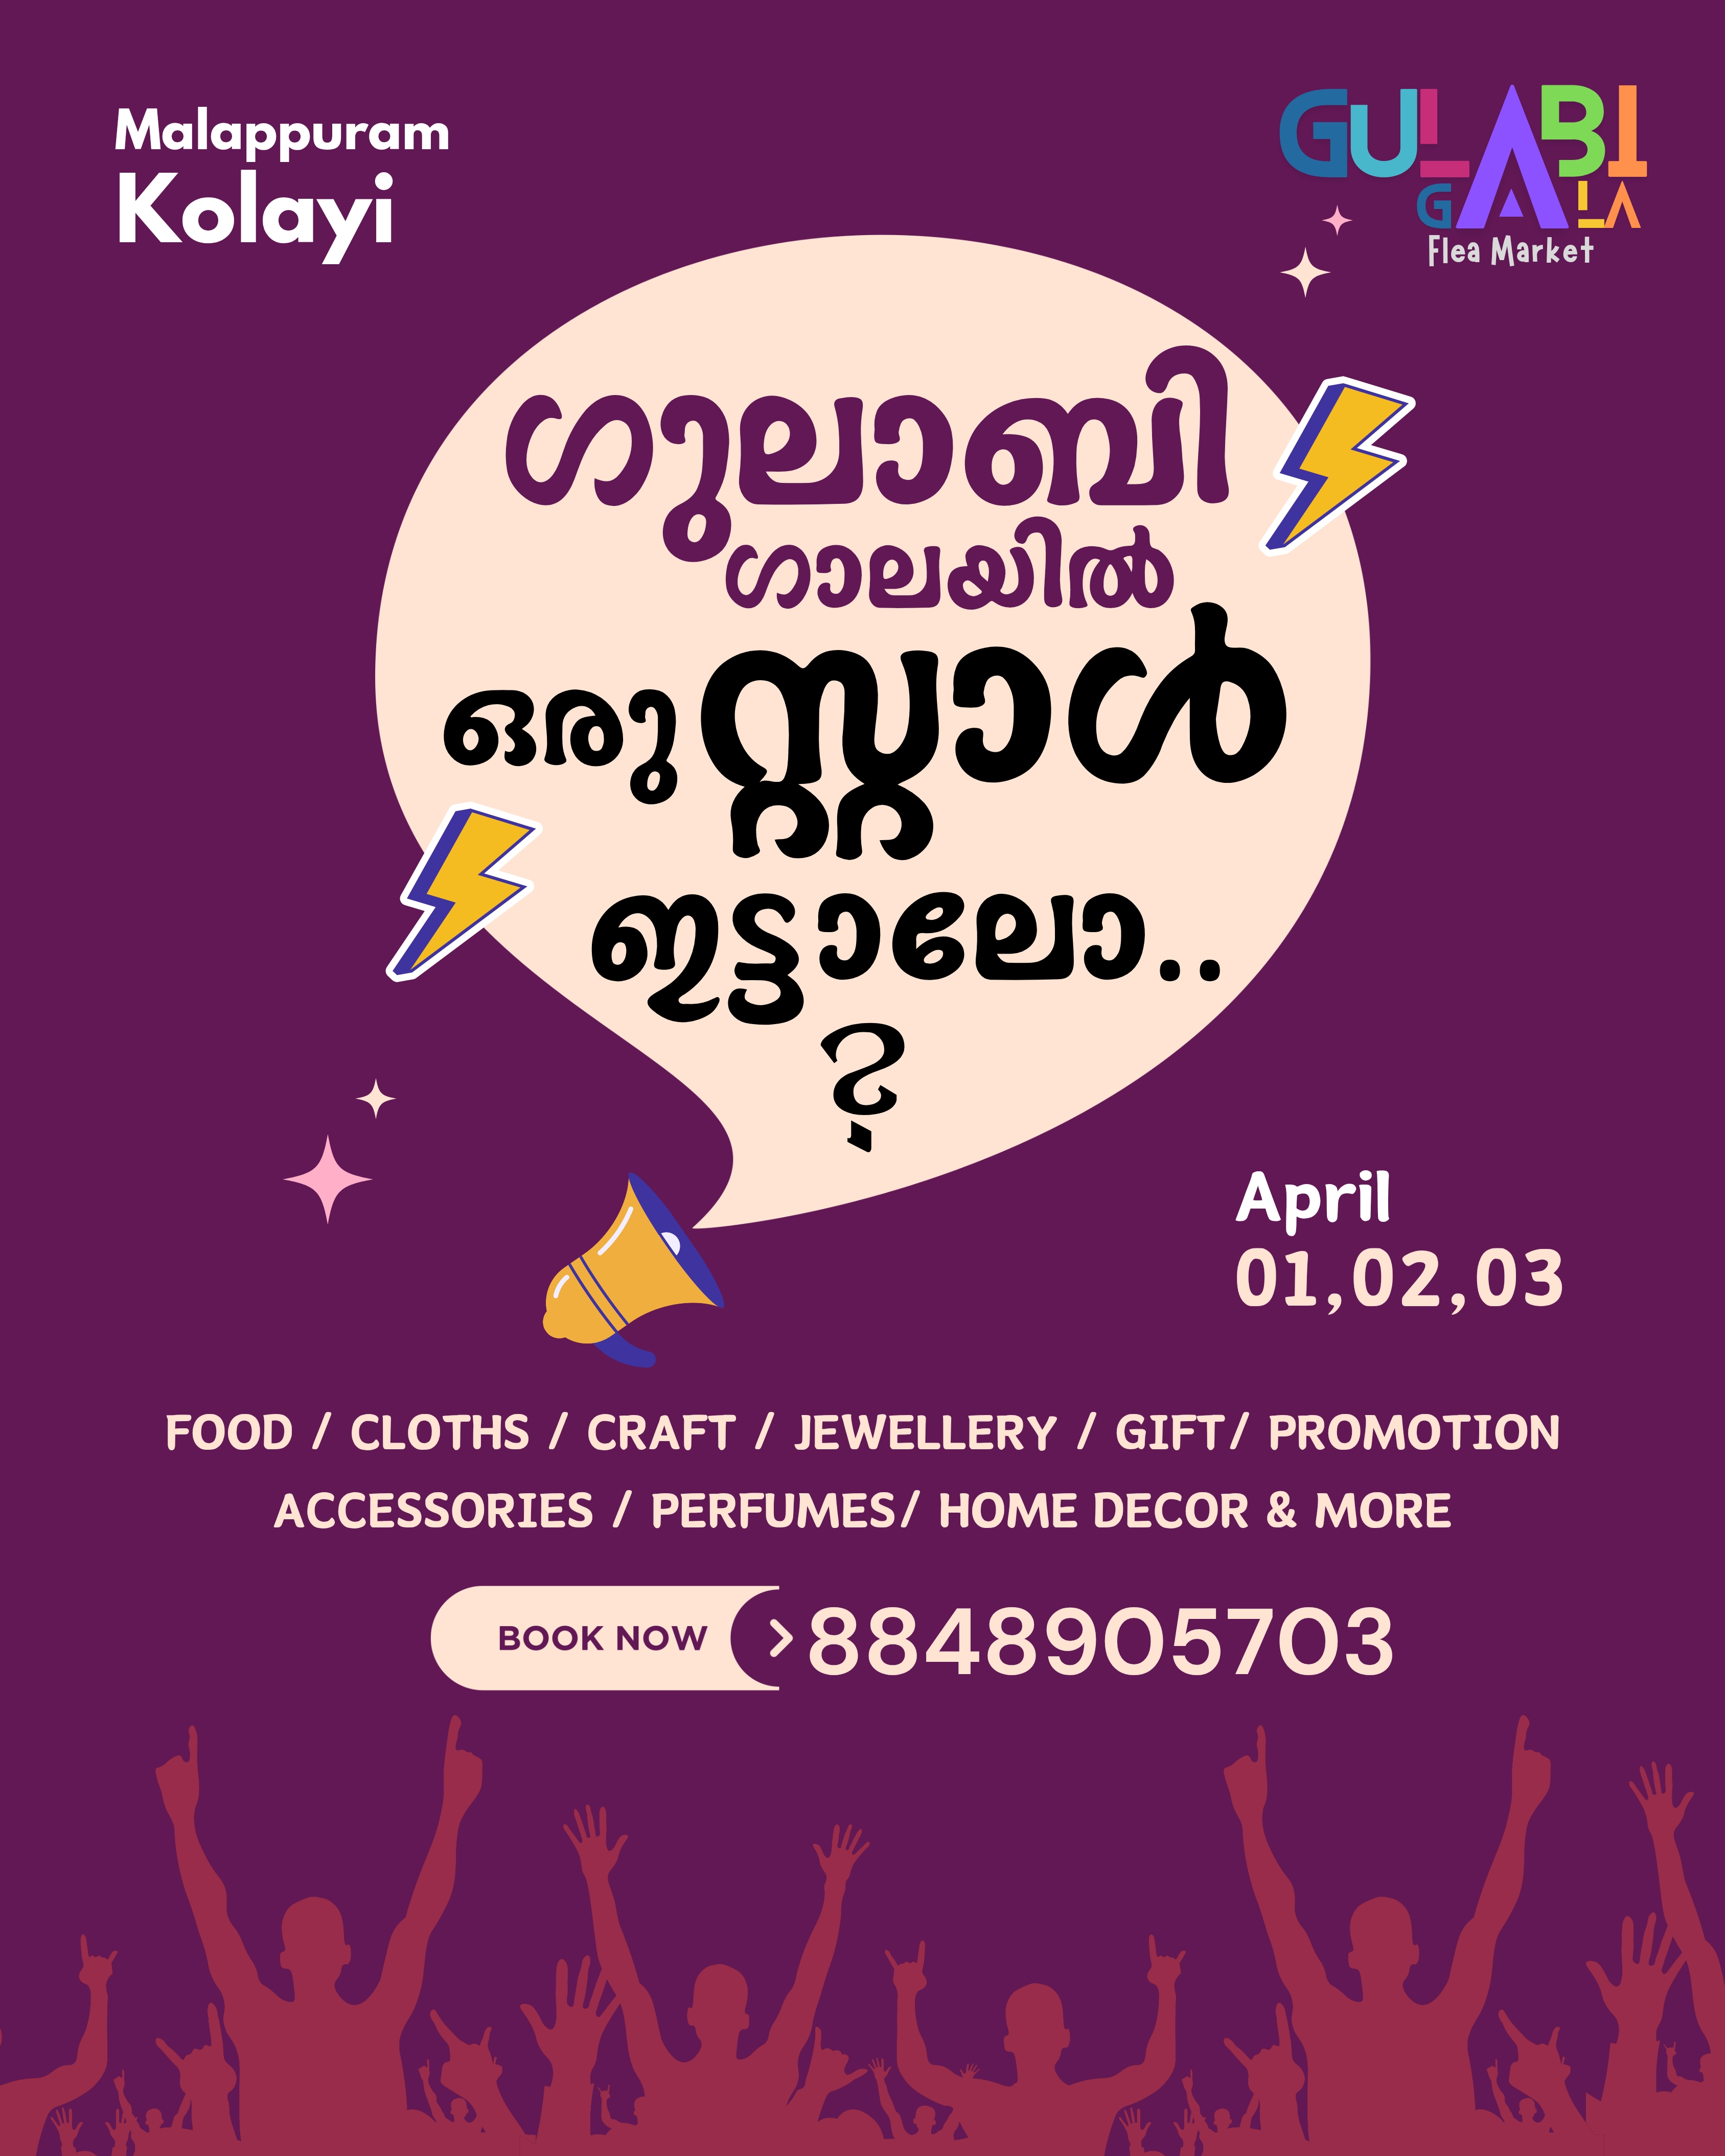 Malappuram
Kolayi
GULABI
GALA
Flea Market
ഗുലാബി
ഗാലയിൽ
ഒരു സ്റ്റാൾ
ഇട്ടാലോ..
?
April
01,02,03
FOOD / CLOTHS / CRAFT / JEWELLERY / GIFT/ PROMOTION
ACCESSORIES / PERFUMES/ HOME DECOR & MORE
BOOK NOW > 8848905703